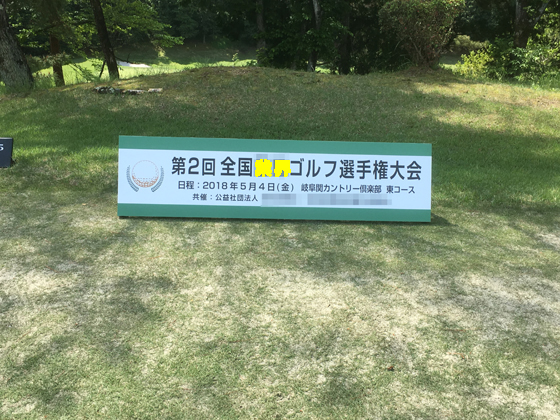 第2回 全国業界ゴルフ選手権大会
日程：2018年5月4日(金) 岐阜関カントリー倶楽部 東コース
共催：公益社団法人